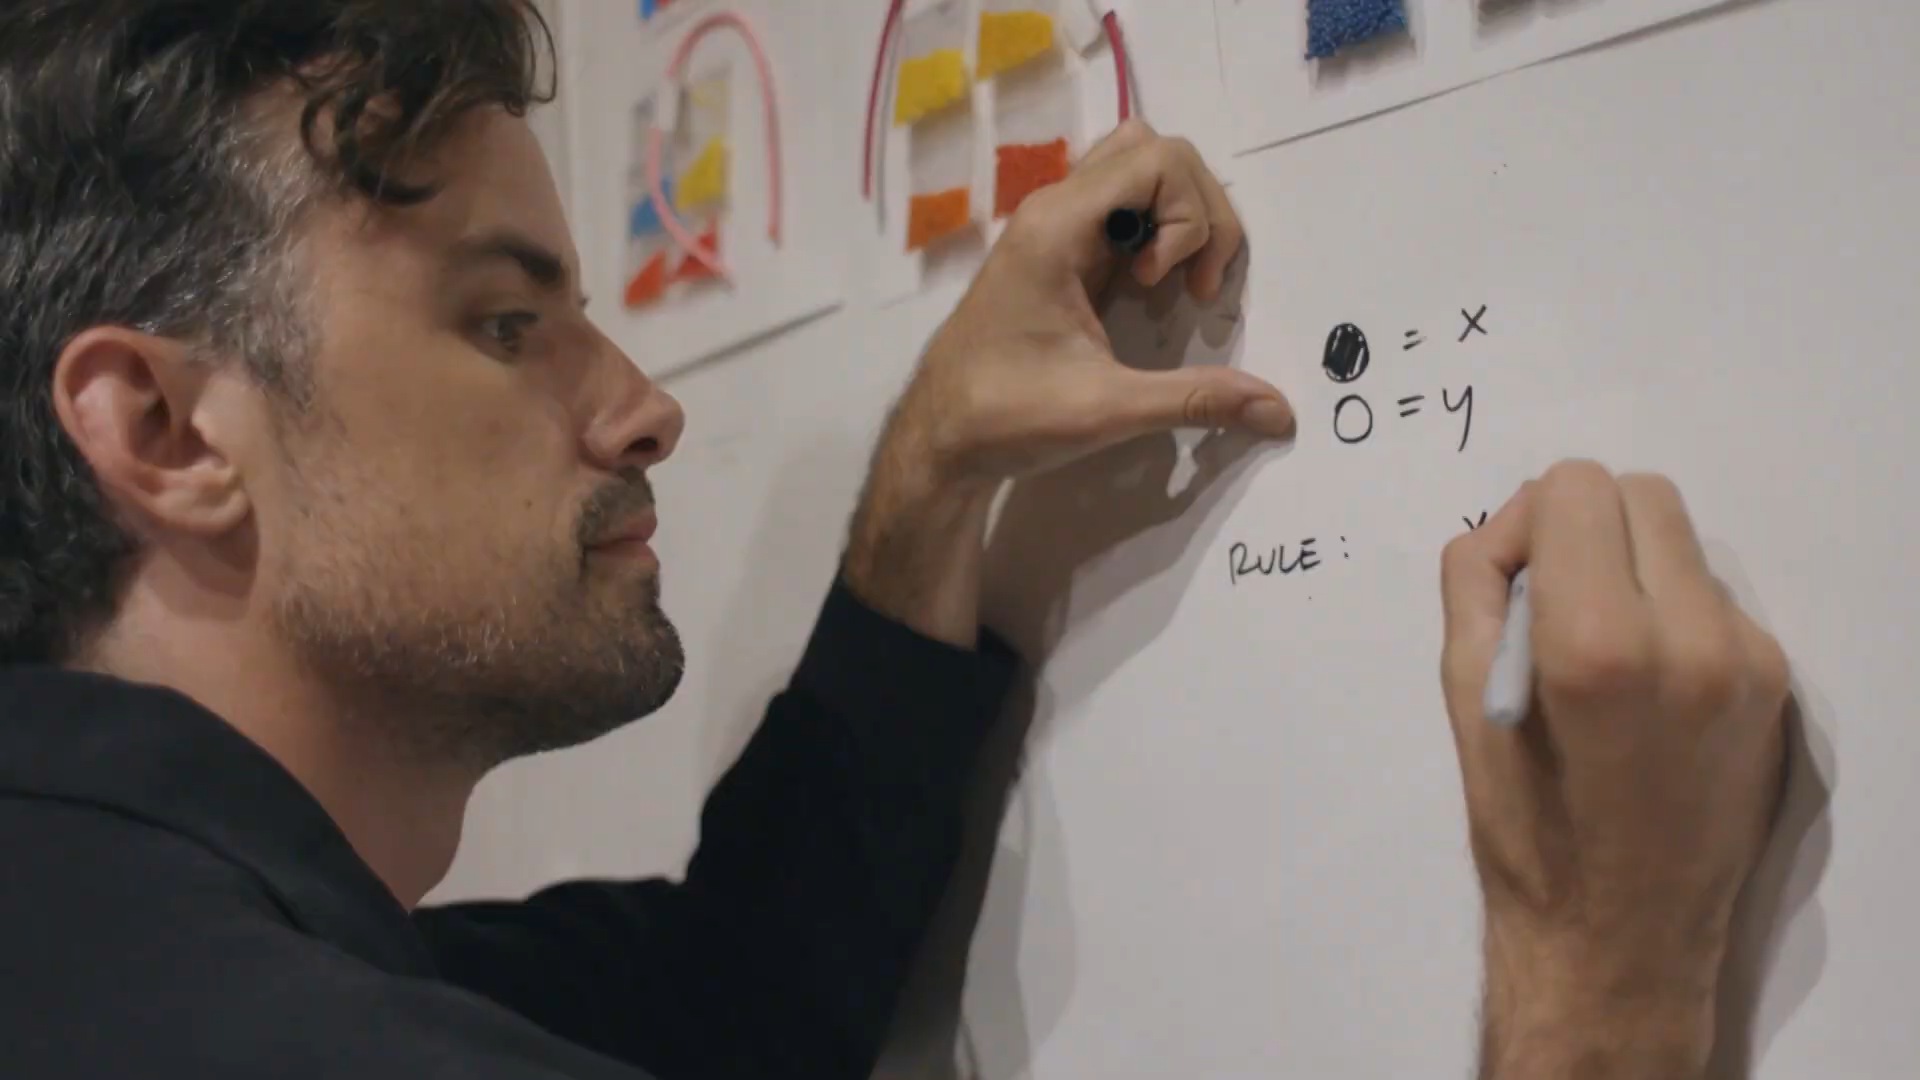 ● = x
O = y
RULE :